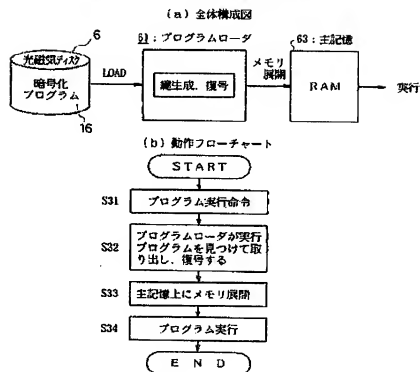 (a) 全体構成図
6
61:プログラムローダ
63:主記憶
光磁気ディスク
LOAD
メモリ
展開
暗号化
プログラム
鍵生成、復号
RAM
実行
16
(b) 動作フローチャート
START
S31
プログラム実行命令
S32
プログラムローダが実行
プログラムを見つけて取
り出し、復号する
S33
主記憶上にメモリ展開
S34
プログラム実行
END